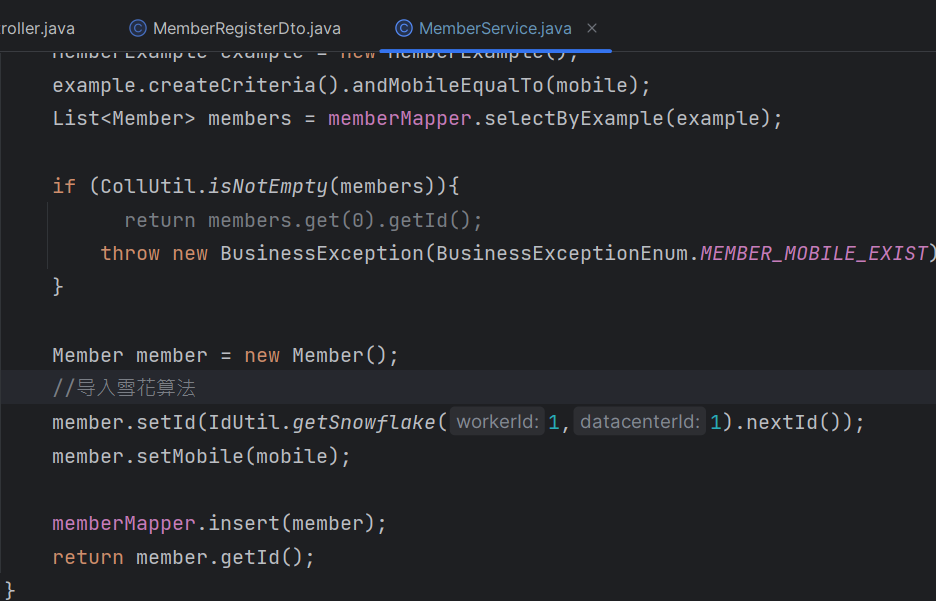 roller.java MemberRegisterDto.java MemberService.java
MemberExample example = new MemberExample();
example.createCriteria().andMobileEqualTo(mobile);
List<Member> members = memberMapper.selectByExample(example);
if (CollUtil.isNotEmpty(members)){
return members.get(0).getId();
throw new BusinessException(BusinessExceptionEnum.MEMBER_MOBILE_EXIST)
}
Member member = new Member();
//导入雪花算法
member.setId(IdUtil.getSnowflake( workerId: 1, datacenterId: 1).nextId());
member.setMobile(mobile);
memberMapper.insert(member);
return member.getId();
}